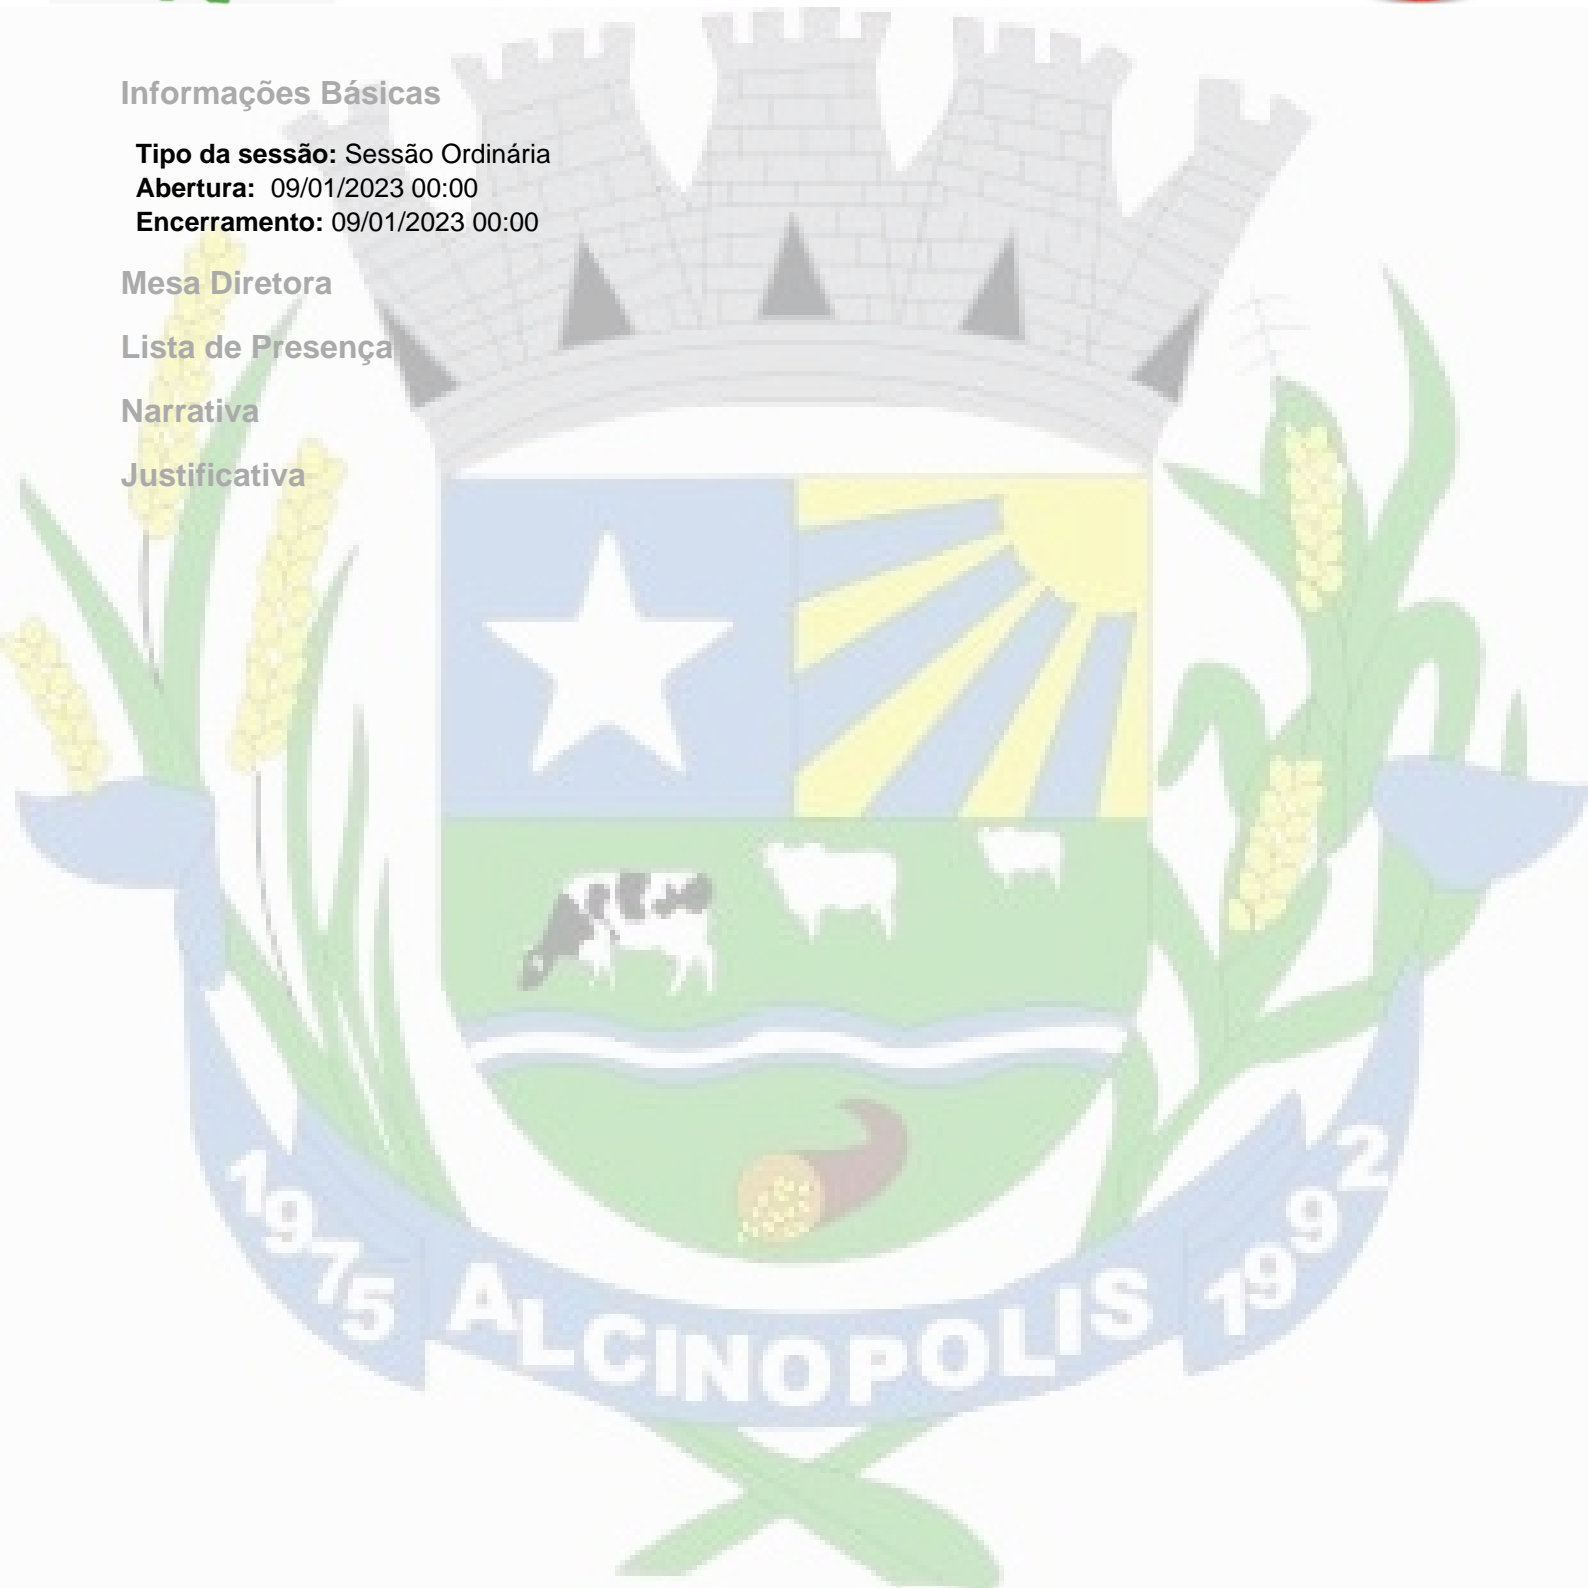 Informações Básicas
Tipo da sessão: Sessão Ordinária
Abertura: 09/01/2023 00:00
Encerramento: 09/01/2023 00:00
Mesa Diretora
Lista de Presença
Narrativa
Justificativa
1975 ALCINOPOLIS 1992